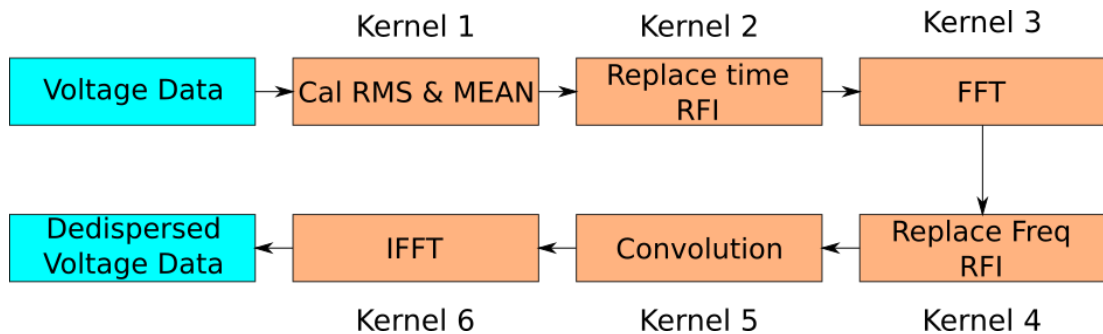 Kernel 1
Kernel 2
Kernel 3
Voltage Data
Cal RMS & MEAN
Replace time
RFI
FFT
Dedispersed
Voltage Data
IFFT
Convolution
Replace Freq
RFI
Kernel 6
Kernel 5
Kernel 4